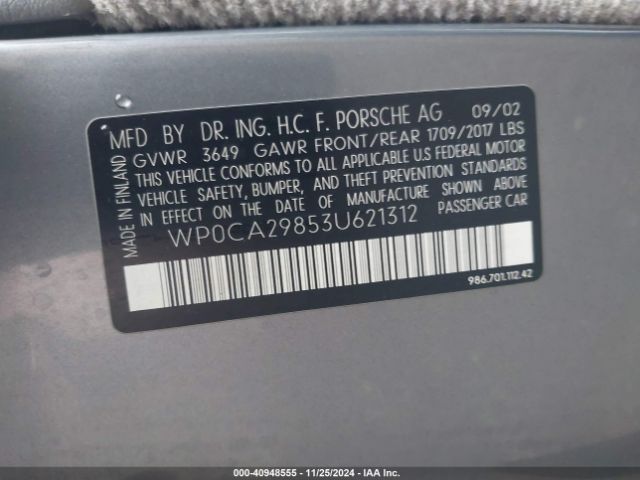 MFD BY DR. ING. H.C. F. PORSCHE AG 09/02
GVWR 3649 GAWR FRONT/REAR 1709/2017 LBS
THIS VEHICLE CONFORMS TO ALL APPLICABLE U.S FEDERAL MOTOR
VEHICLE SAFETY, BUMPER, AND THEFT PREVENTION STANDARDS
IN EFFECT ON THE DATE OF MANUFACTURE SHOWN ABOVE
WP0CA29853U621312 PASSENGER CAR
986.701.112.42
MADE IN FINLAND
000-40948555 - 11/25/2024 - IAAI.COM